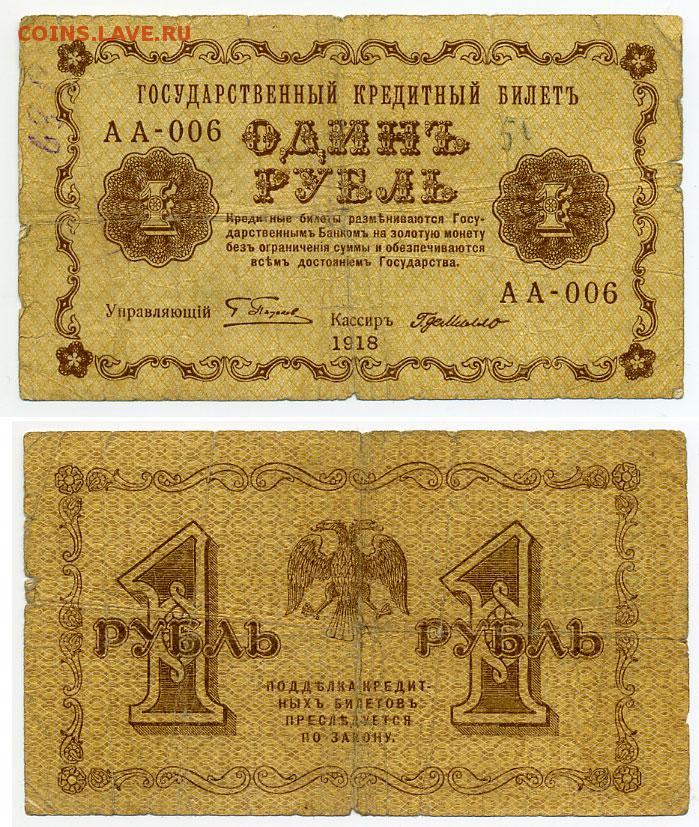 COINS.LAVE.RU
ГОСУДАРСТВЕННЫЙ КРЕДИТНЫЙ БИЛЕТЪ
АА-006
ОДИНЪ
РУБЛЬ
1
1
Кредитные билеты размѣниваются Госу-
дарственнымъ Банкомъ на золотую монету
безъ ограниченія суммы и обезпечиваются
всѣмъ достояніемъ Государства.
АА-006
Управляющій
Кассиръ
1918
1
1
РУБЛЬ
РУБЛЬ
ПОДДѢЛКА КРЕДИТ-
НЫХЪ БИЛЕТОВЪ
ПРЕСЛѢДУЕТСЯ
ПО ЗАКОНУ.